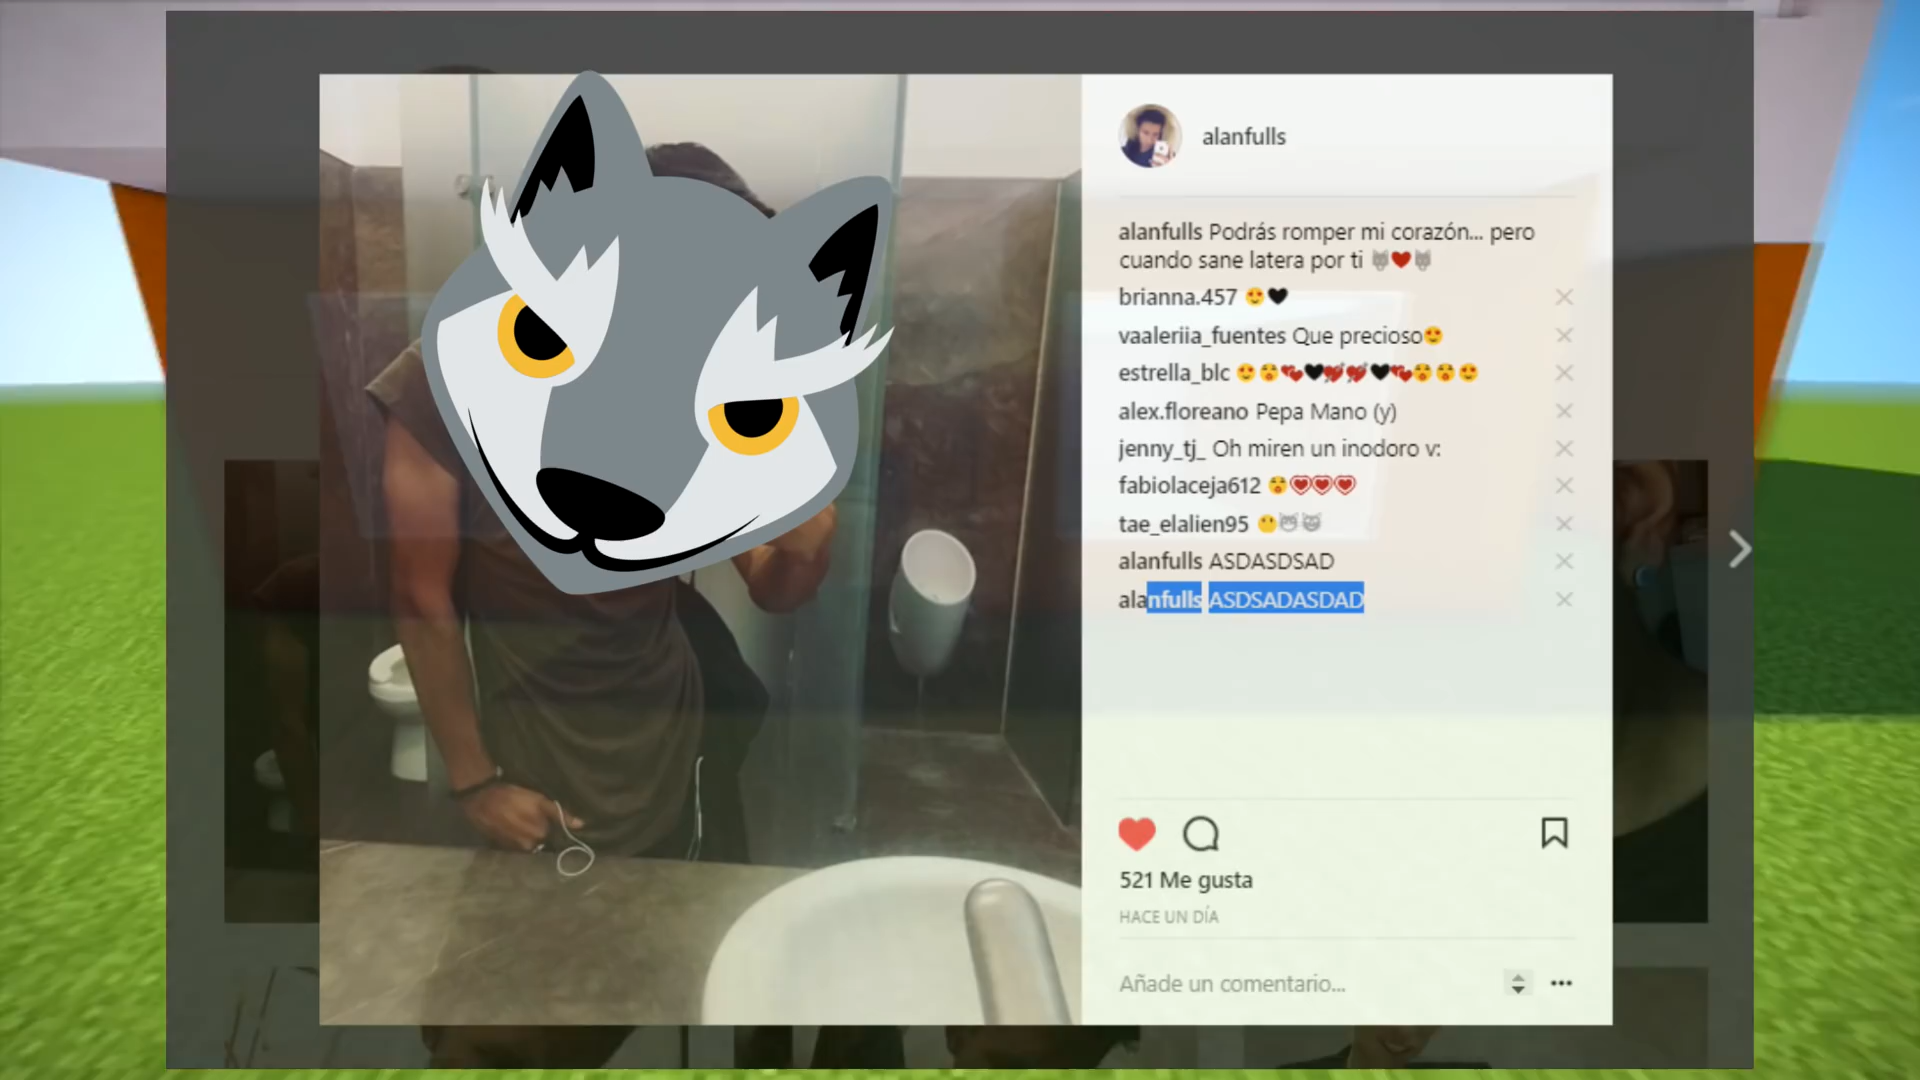 alanfulls
alanfulls Podrás romper mi corazón... pero
cuando sane latera por ti 🐺❤️🐺
brianna.457 😍🖤
vaaleriia_fuentes Que precioso😍
estrella_blc 😍😲💕🖤💘💘🖤💕😲😲😍
alex.floreano Pepa Mano (y)
jenny_tj_ Oh miren un inodoro v:
fabiolaceja612 😲💓💓💓
tae_elalien95 😶😸😸
alanfulls ASDASDSAD
alanfulls ASDSADASDAD
521 Me gusta
HACE UN DÍA
Añade un comentario...